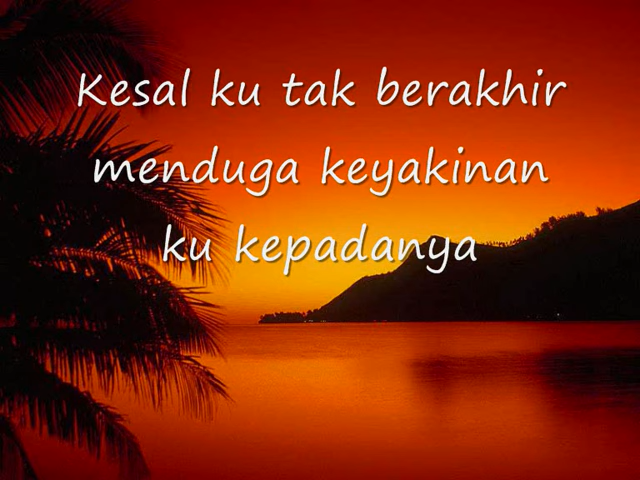 Kesal ku tak berakhir
menduga keyakinan
ku kepadanya